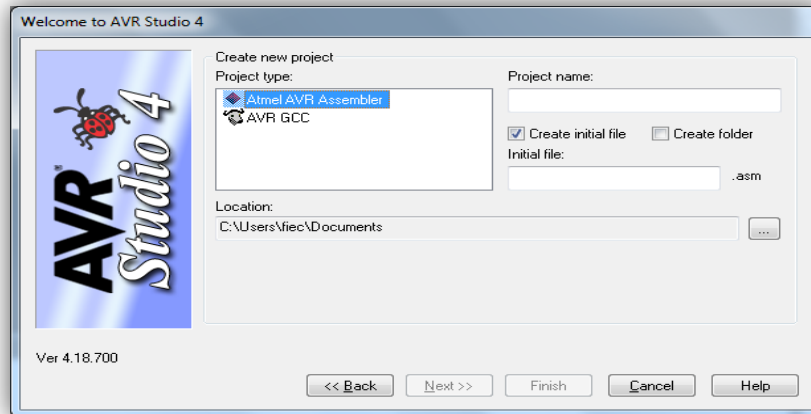 Welcome to AVR Studio 4
AVR®
Studio 4
Create new project
Project type:
Atmel AVR Assembler
AVR GCC
Project name:
Create initial file
Create folder
Initial file:
.asm
Location:
C:\Users\fiec\Documents
...
Ver 4.18.700
<< Back
Next >>
Finish
Cancel
Help